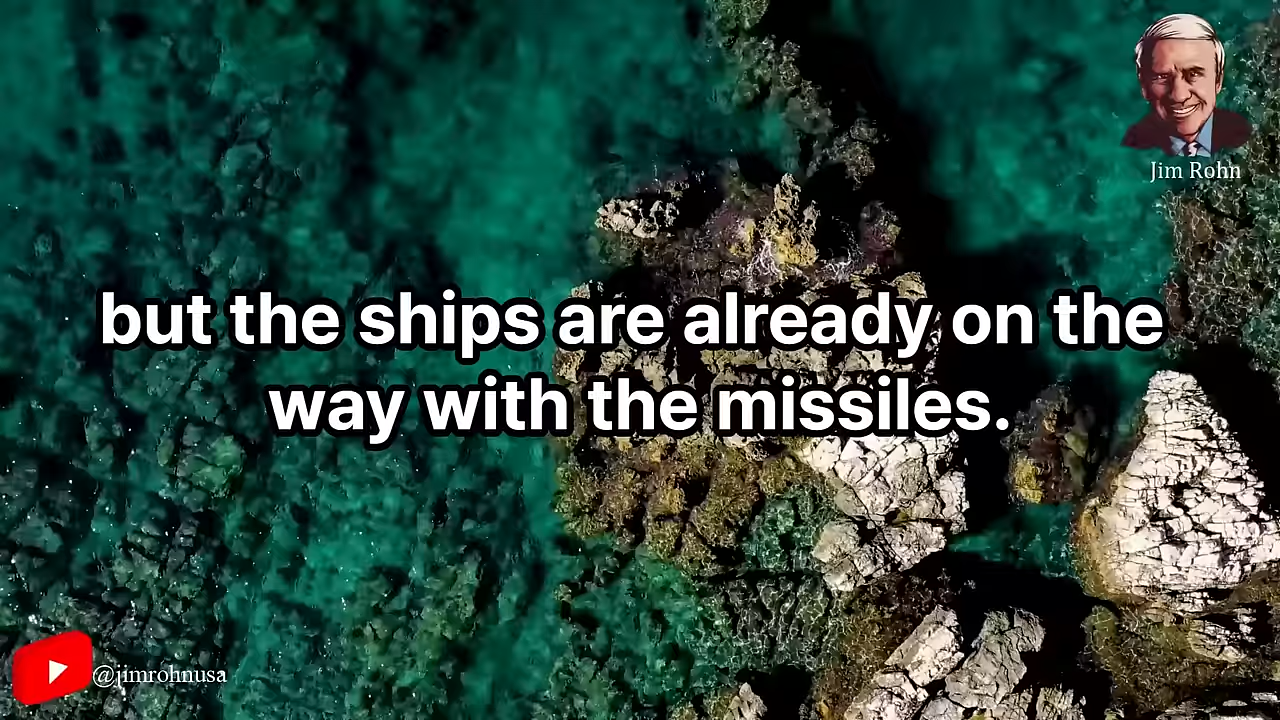 Jim Rohn
but the ships are already on the
way with the missiles.
@jimrohnusa